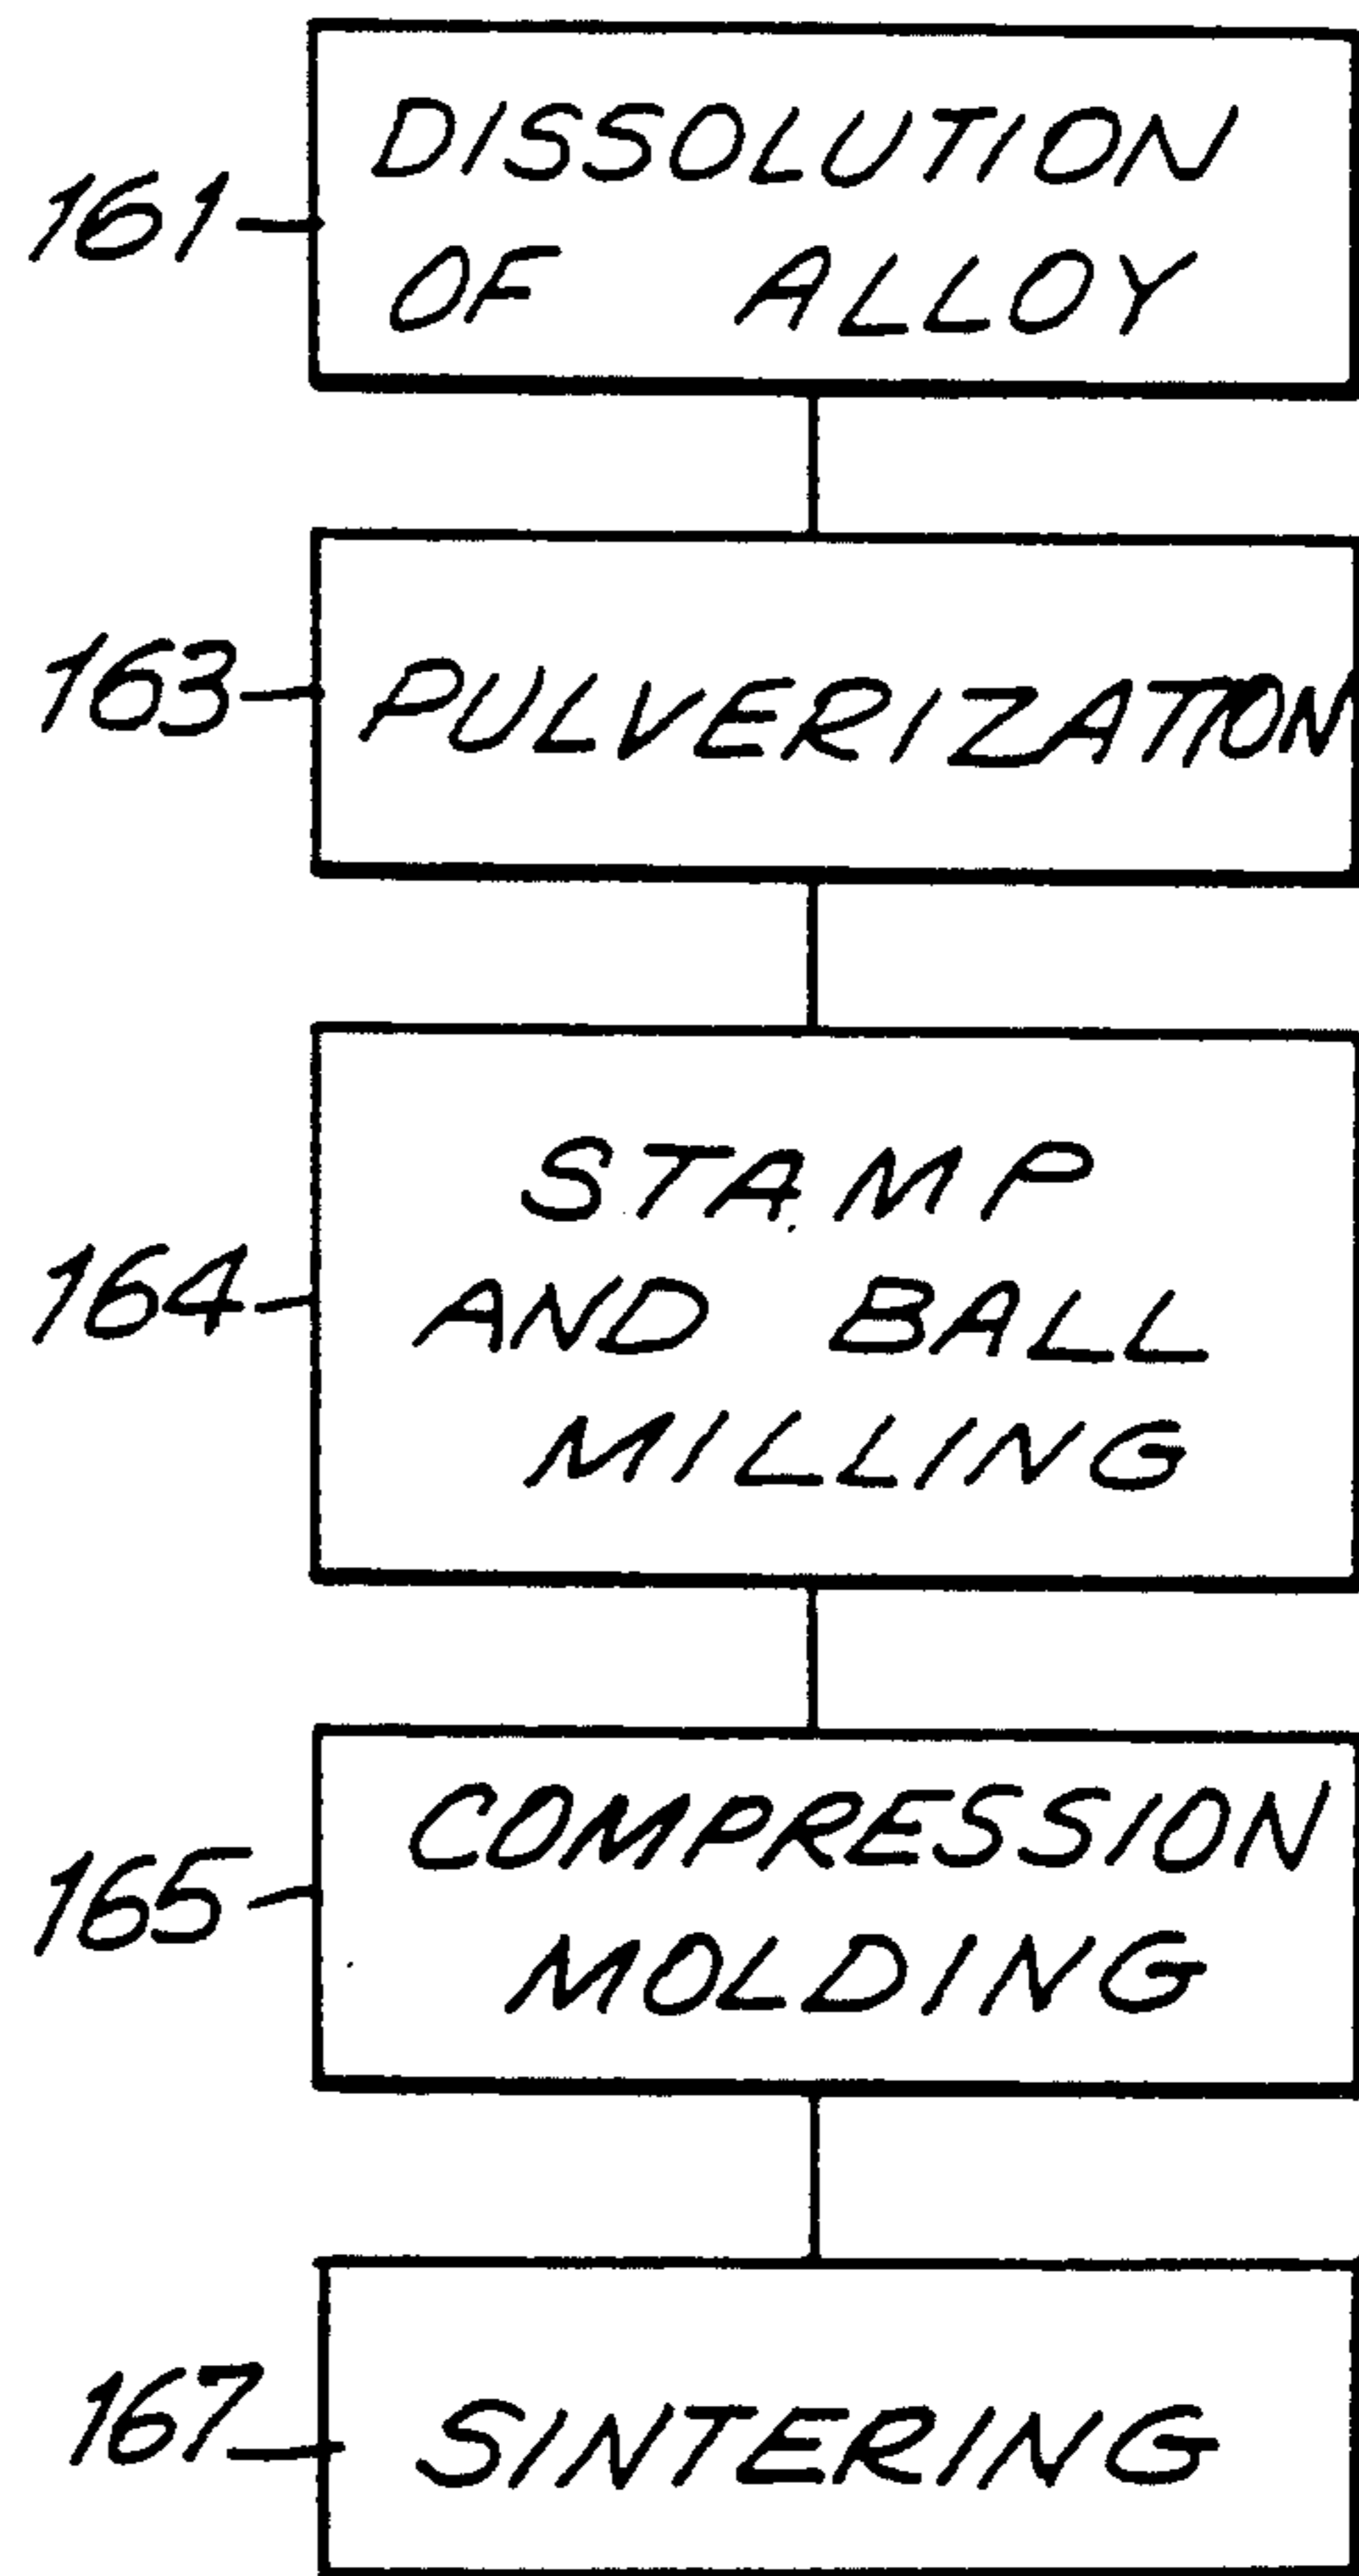 DISSOLUTION
161
OF ALLOY
163
PULVERIZATION
STAMP
164
AND BALL
MILLING
COMPRESSION
165
MOLDING
167
SINTERING